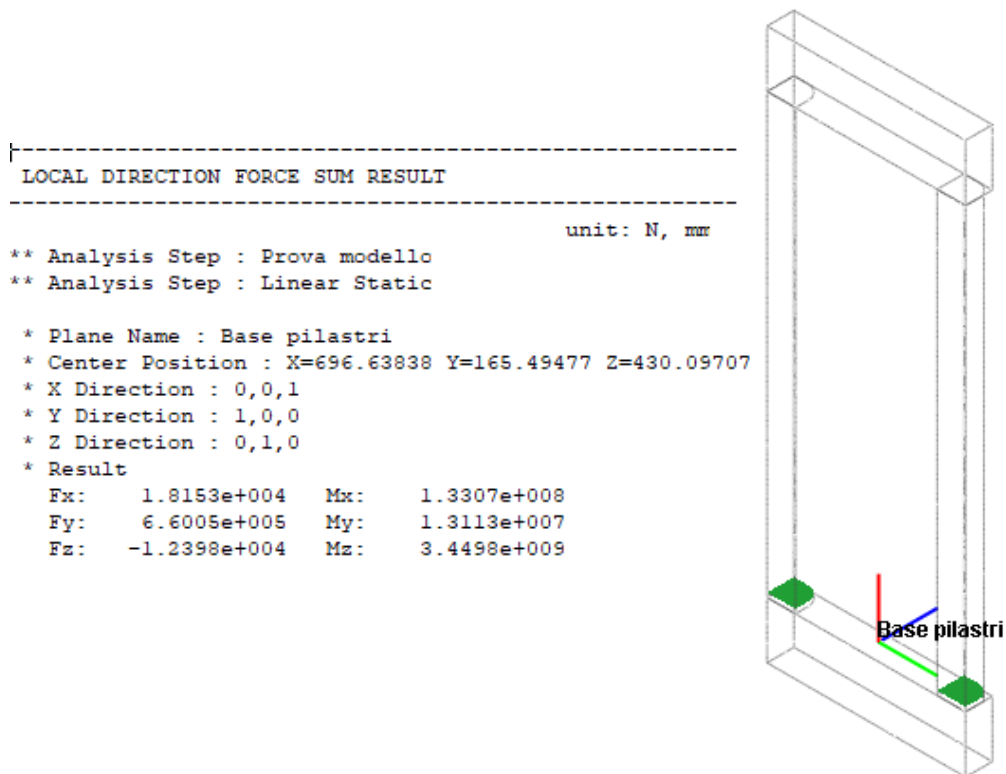 LOCAL DIRECTION FORCE SUM RESULT
unit: N, mm
** Analysis Step : Prova modello
** Analysis Step : Linear Static
* Plane Name : Base pilastri
* Center Position : X=696.63838 Y=165.49477 Z=430.09707
* X Direction : 0,0,1
* Y Direction : 1,0,0
* Z Direction : 0,1,0
* Result
Fx: 1.8153e+004 Mx: 1.3307e+008
Fy: 6.6005e+005 My: 1.3113e+007
Fz: -1.2398e+004 Mz: 3.4498e+009
Base pilastri